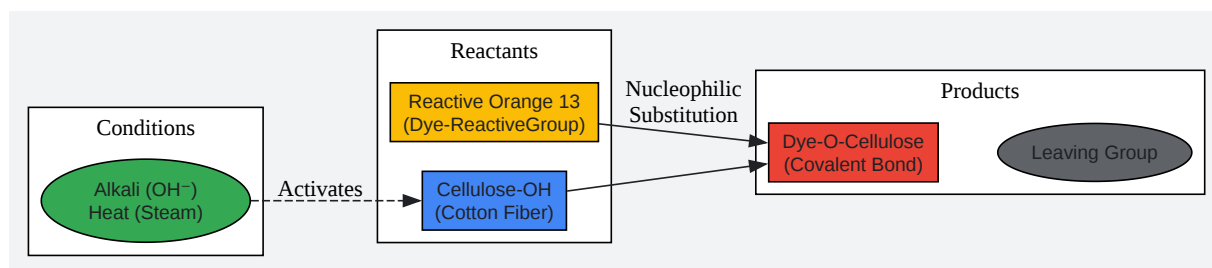 Conditions
Alkali (OH⁻)
Heat (Steam)
Activates
Reactants
Reactive Orange 13
(Dye-ReactiveGroup)
Cellulose-OH
(Cotton Fiber)
Nucleophilic
Substitution
Products
Dye-O-Cellulose
(Covalent Bond)
Leaving Group